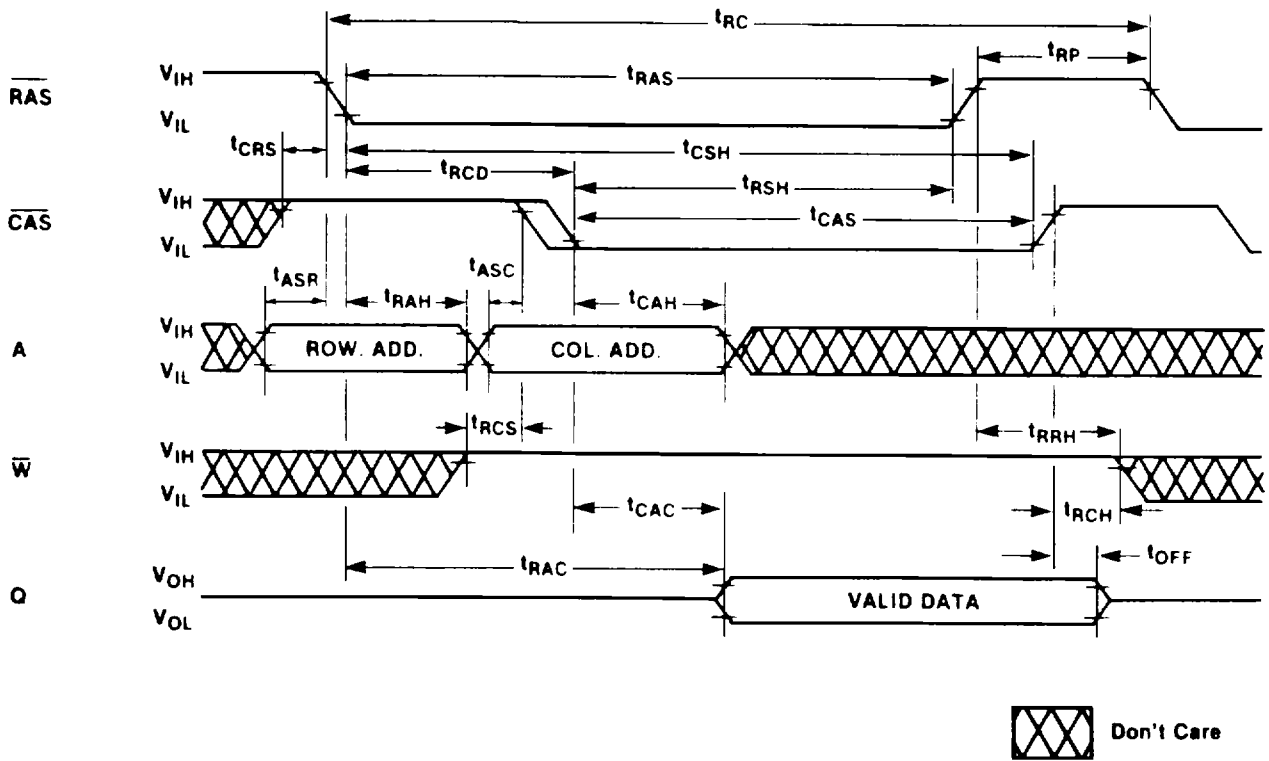 tRC
tRP
RAS VIH tRAS
VIL
tCRS tCSH
tRCD tRSH
CAS VIH tCAS
VIL
tASR tASC
tRAH tCAH
A VIH ROW. ADD. COL. ADD.
VIL
tRCS tRRH
W VIH
VIL
tCAC tRCH
tRAC tOFF
Q VOH VALID DATA
VOL
Don't Care